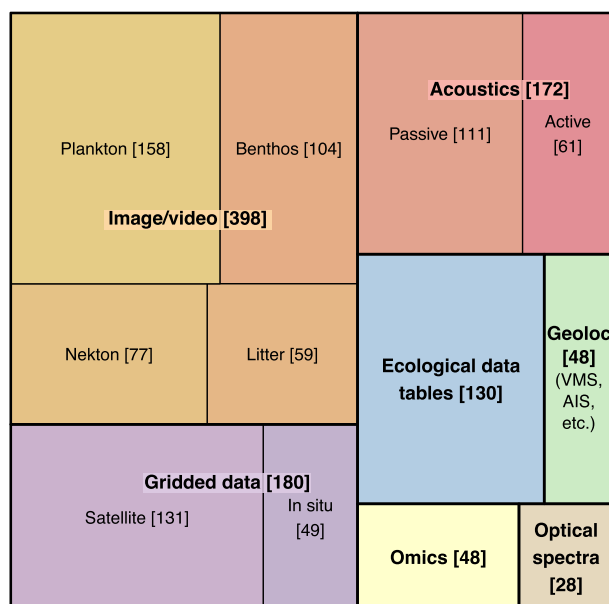 Plankton [158]
Benthos [104]
Image/video [398]
Nekton [77]
Litter [59]
Gridded data [180]
Satellite [131]
In situ
[49]
Acoustics [172]
Passive [111]
Active
[61]
Ecological data
tables [130]
Geoloc
[48]
(VMS,
AIS,
etc.)
Omics [48]
Optical
spectra
[28]